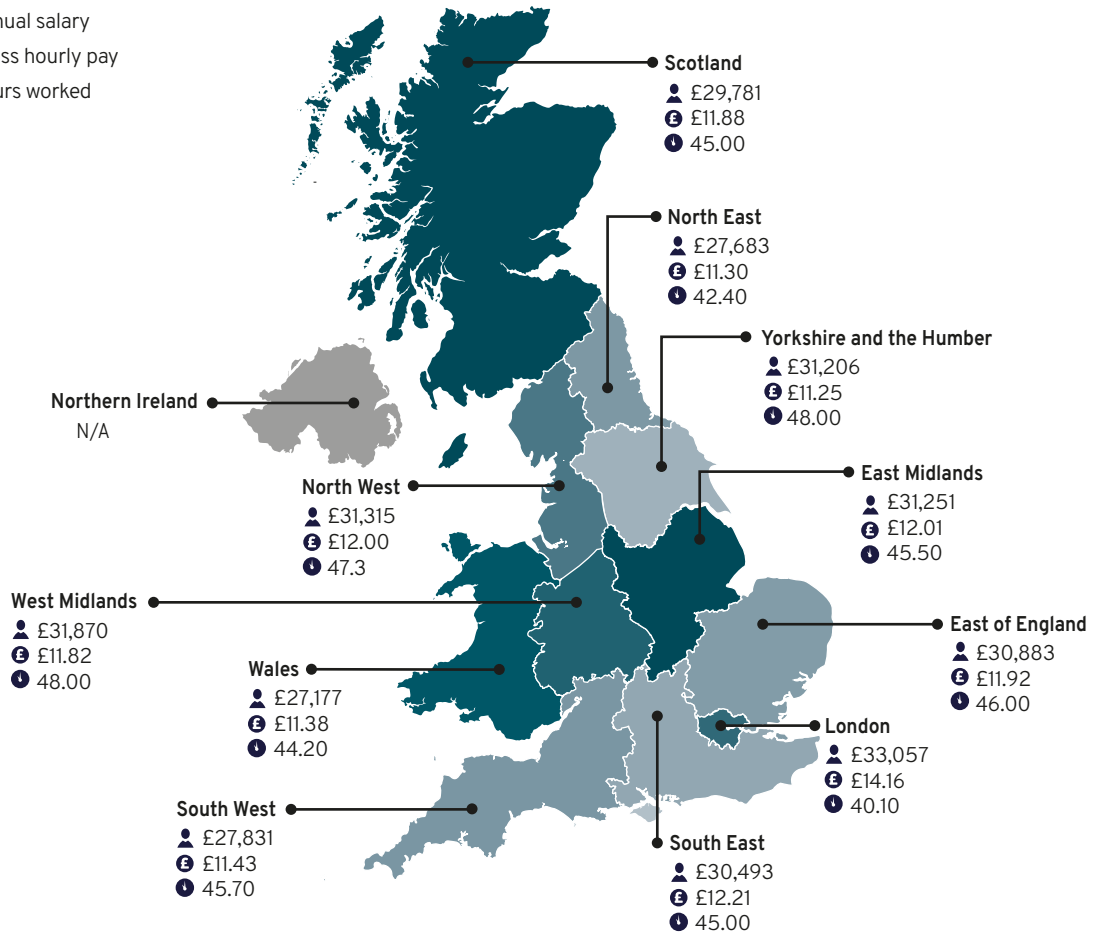 salary
hourly pay
worked
Scotland
£29,781
£11.88
45.00
North East
£27,683
£11.30
42.40
Yorkshire and the Humber
£31,206
£11.25
48.00
Northern Ireland
N/A
East Midlands
£31,251
£12.01
45.50
North West
£31,315
£12.00
47.3
West Midlands
£31,870
£11.82
48.00
East of England
£30,883
£11.92
46.00
Wales
£27,177
£11.38
44.20
London
£33,057
£14.16
40.10
South West
£27,831
£11.43
45.70
South East
£30,493
£12.21
45.00